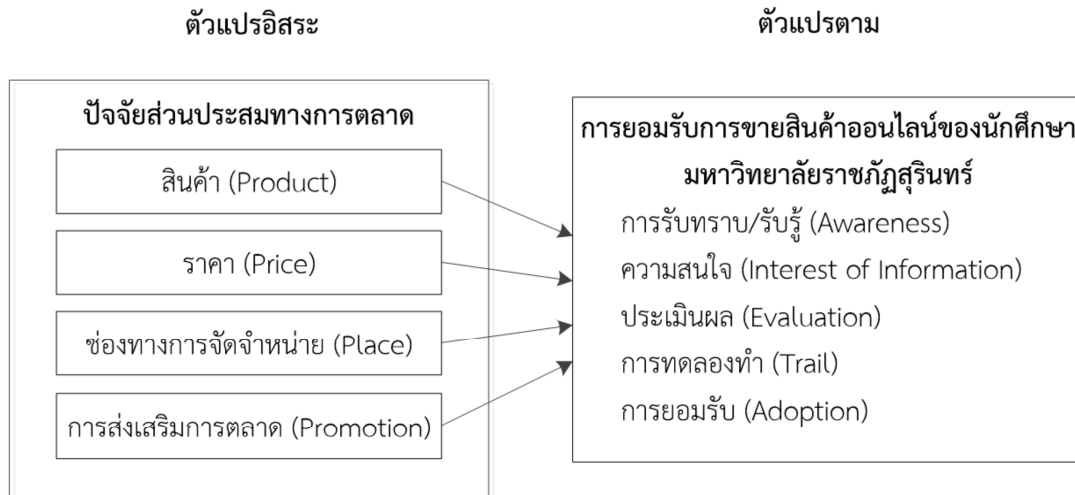 ตัวแปรอิสระ
ตัวแปรตาม
ปัจจัยส่วนประสมทางการตลาด
สินค้า (Product)
ราคา (Price)
ช่องทางการจัดจำหน่าย (Place)
การส่งเสริมการตลาด (Promotion)
การยอมรับการขายสินค้าออนไลน์ของนักศึกษา
มหาวิทยาลัยราชภัฏสุรินทร์
การรับทราบ/รับรู้ (Awareness)
ความสนใจ (Interest of Information)
ประเมินผล (Evaluation)
การทดลองทำ (Trail)
การยอมรับ (Adoption)